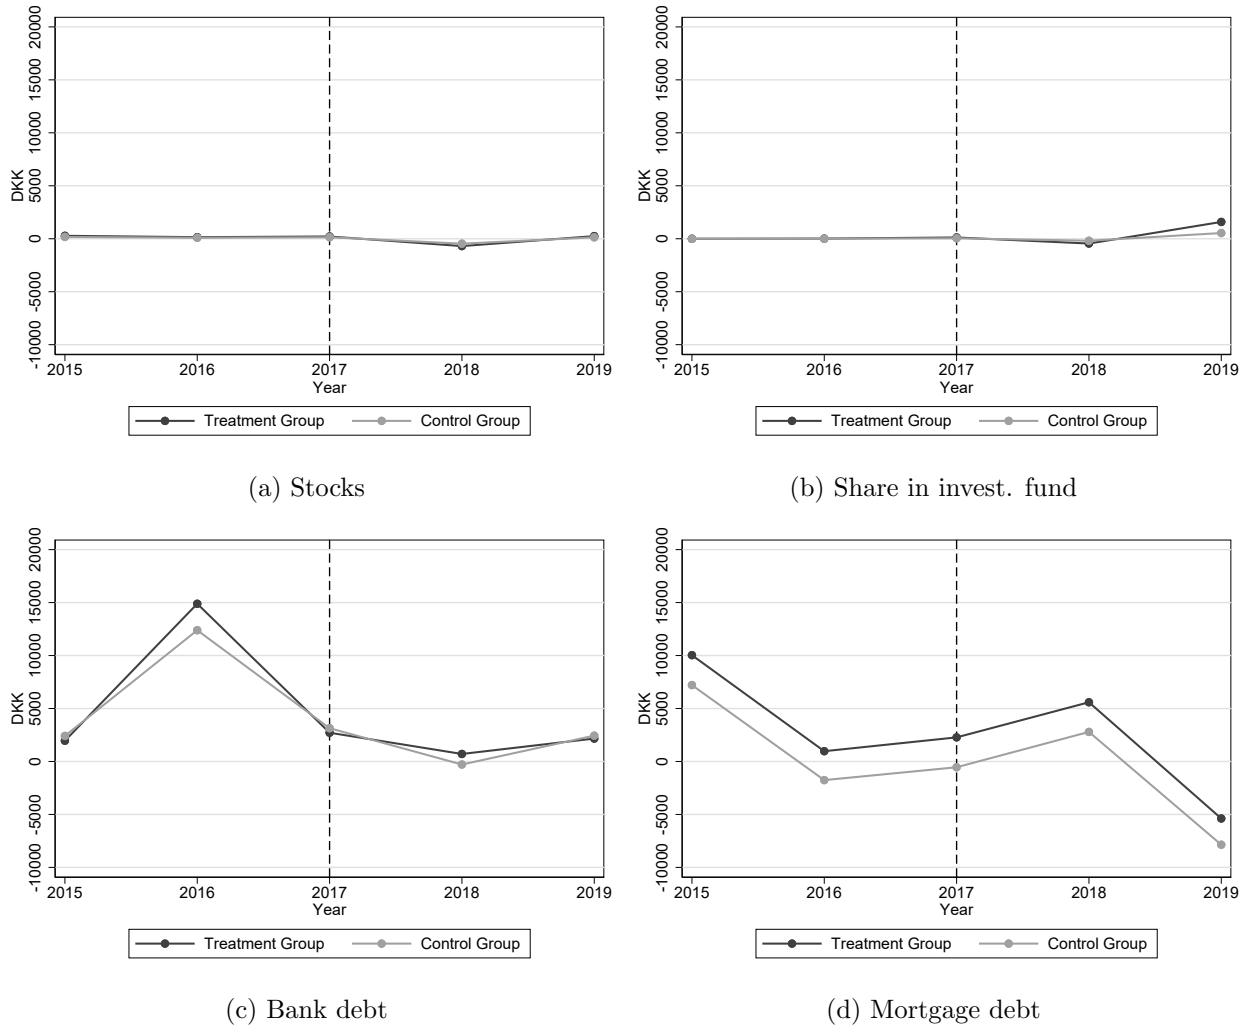 20000
15000
10000
5000
0
-5000
-10000
DKK
2015 2016 2017 2018 2019
Year
Treatment Group Control Group
(a) Stocks
20000
15000
10000
5000
0
-5000
-10000
DKK
2015 2016 2017 2018 2019
Year
Treatment Group Control Group
(b) Share in invest. fund
20000
15000
10000
5000
0
-5000
-10000
DKK
2015 2016 2017 2018 2019
Year
Treatment Group Control Group
(c) Bank debt
20000
15000
10000
5000
0
-5000
-10000
DKK
2015 2016 2017 2018 2019
Year
Treatment Group Control Group
(d) Mortgage debt